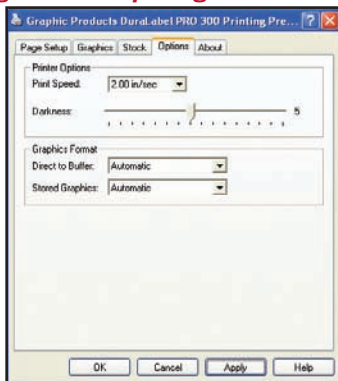 Graphic Products DuraLabel PRO 300 Printing Pre...
Page Setup Graphics Stock Options About
Printer Options
Print Speed: 2.00 in/sec
Darkness: 5
Graphics Format
Direct to Buffer: Automatic
Stored Graphics: Automatic
OK Cancel Apply Help